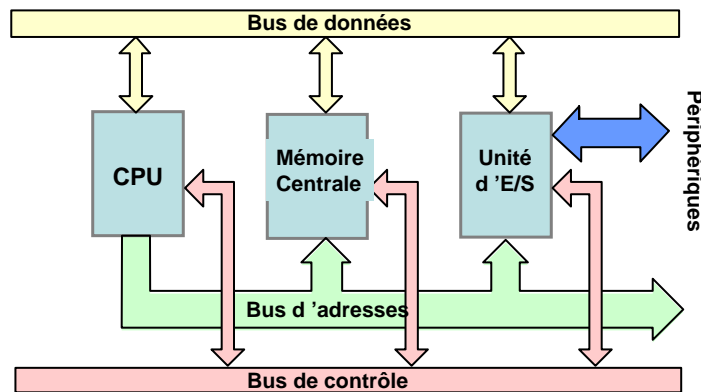 Bus de données
CPU
Mémoire
Centrale
Unité
d ’E/S
Périphériques
Bus d ’adresses
Bus de contrôle